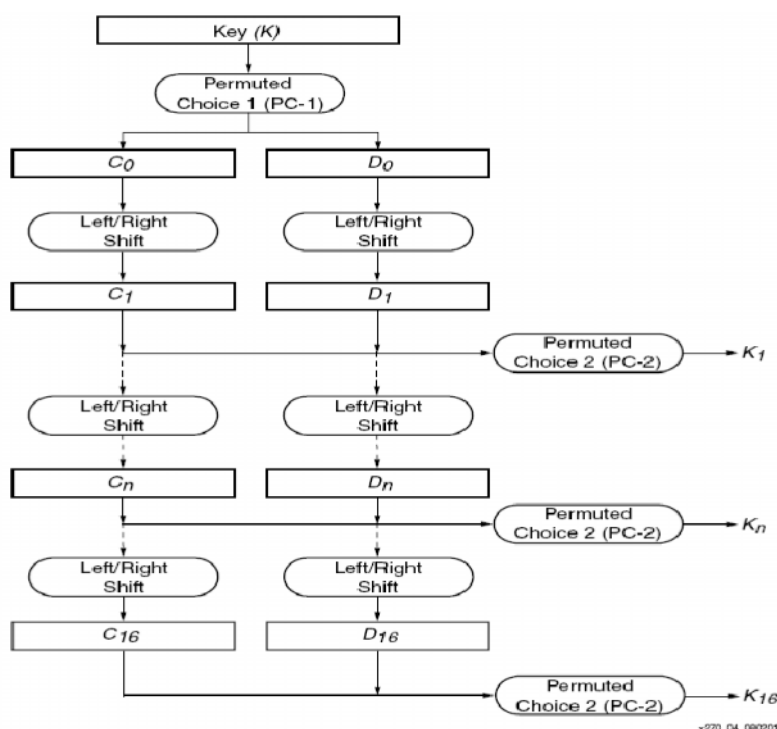 Key (K)
Permuted
Choice 1 (PC-1)
C0
D0
Left/Right
Shift
Left/Right
Shift
C1
D1
Permuted
Choice 2 (PC-2)
K1
Left/Right
Shift
Left/Right
Shift
Cn
Dn
Permuted
Choice 2 (PC-2)
Kn
Left/Right
Shift
Left/Right
Shift
C16
D16
Permuted
Choice 2 (PC-2)
K16